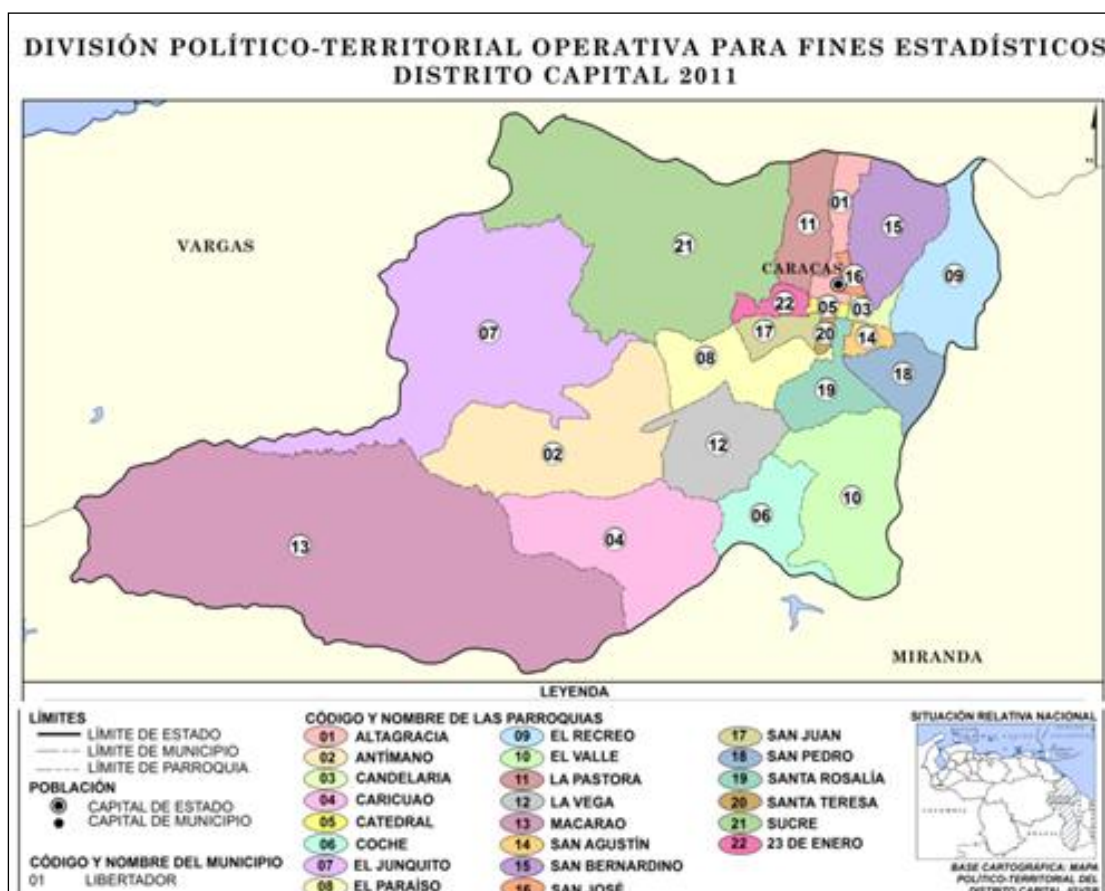 DIVISIÓN POLÍTICO-TERRITORIAL OPERATIVA PARA FINES ESTADÍSTICOS
DISTRITO CAPITAL 2011
VARGAS
CARACAS
MIRANDA
01
11
15
21
16
09
22
05
03
07
17
20
14
08
18
19
02
12
10
06
04
13
LEYENDA
LÍMITES
LÍMITE DE ESTADO
LÍMITE DE MUNICIPIO
LÍMITE DE PARROQUIA
POBLACIÓN
CAPITAL DE ESTADO
CAPITAL DE MUNICIPIO
CÓDIGO Y NOMBRE DEL MUNICIPIO
01 LIBERTADOR
CÓDIGO Y NOMBRE DE LAS PARROQUIAS
01 ALTAGRACIA
02 ANTÍMANO
03 CANDELARIA
04 CARICUAO
05 CATEDRAL
06 COCHE
07 EL JUNQUITO
08 EL PARAÍSO
09 EL RECREO
10 EL VALLE
11 LA PASTORA
12 LA VEGA
13 MACARAO
14 SAN AGUSTÍN
15 SAN BERNARDINO
16 SAN JOSÉ
17 SAN JUAN
18 SAN PEDRO
19 SANTA ROSALÍA
20 SANTA TERESA
21 SUCRE
22 23 DE ENERO
SITUACIÓN RELATIVA NACIONAL
BASE CARTOGRÁFICA: MAPA
POLÍTICO-TERRITORIAL DEL
DISTRITO CAPITAL